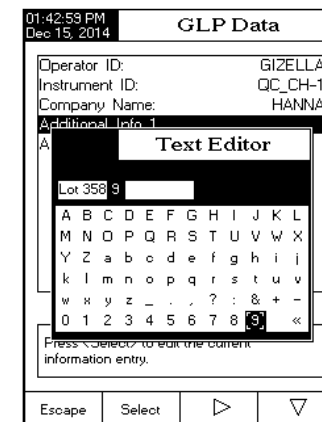 01:42:59 PM
Dec 15, 2014
GLP Data
Operator ID: GIZELLA
Instrument ID: QC_CH-1
Company Name: HANNA
Additional Info 1
A
Text Editor
Lot 358 9
A B C D E F G H I J K L
M N O P Q R S T U V W X
Y Z a b c d e f g h i j
k l m n o p q r s t u v
w x y z _ . , ? : & + -
0 1 2 3 4 5 6 7 8 [9] «
Press <Select> to edit the current
information entry.
Escape Select